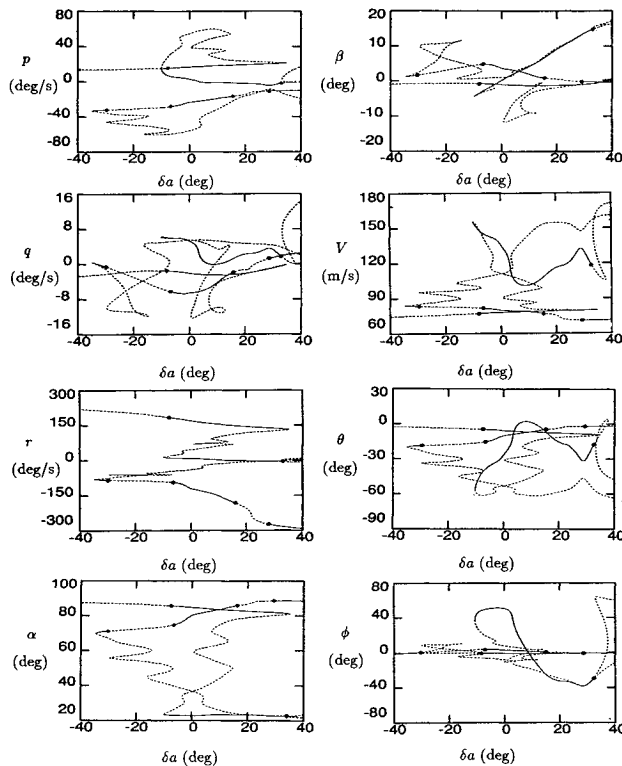 80
40
p
(deg/s)
0
-40
-80
-40 -20 0 20 40
δa (deg)
20
10
β
(deg)
0
-10
-20
-40 -20 0 20 40
δa (deg)
16
8
q
(deg/s)
0
-8
-16
-40 -20 0 20 40
δa (deg)
180
150
V
(m/s)
120
90
60
-40 -20 0 20 40
δa (deg)
300
150
r
(deg/s)
0
-150
-300
-40 -20 0 20 40
δa (deg)
0
-30
θ
(deg)
-60
-90
-40 -20 0 20 40
δa (deg)
100
80
α
(deg)
60
40
20
-40 -20 0 20 40
δa (deg)
80
40
ϕ
(deg)
0
-40
-80
-40 -20 0 20 40
δa (deg)